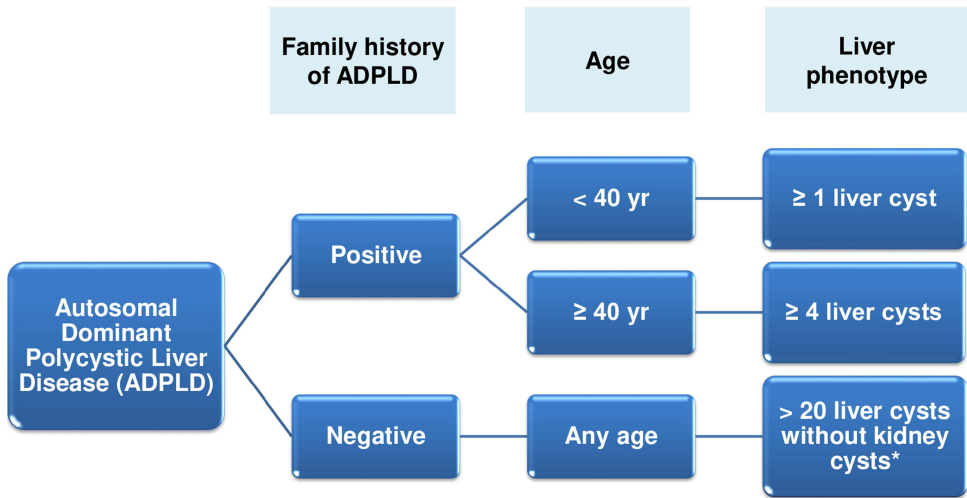 Family history
of ADPLD
Age
Liver
phenotype
Autosomal
Dominant
Polycystic Liver
Disease (ADPLD)
Positive
< 40 yr
≥ 1 liver cyst
≥ 40 yr
≥ 4 liver cysts
Negative
Any age
> 20 liver cysts
without kidney
cysts*